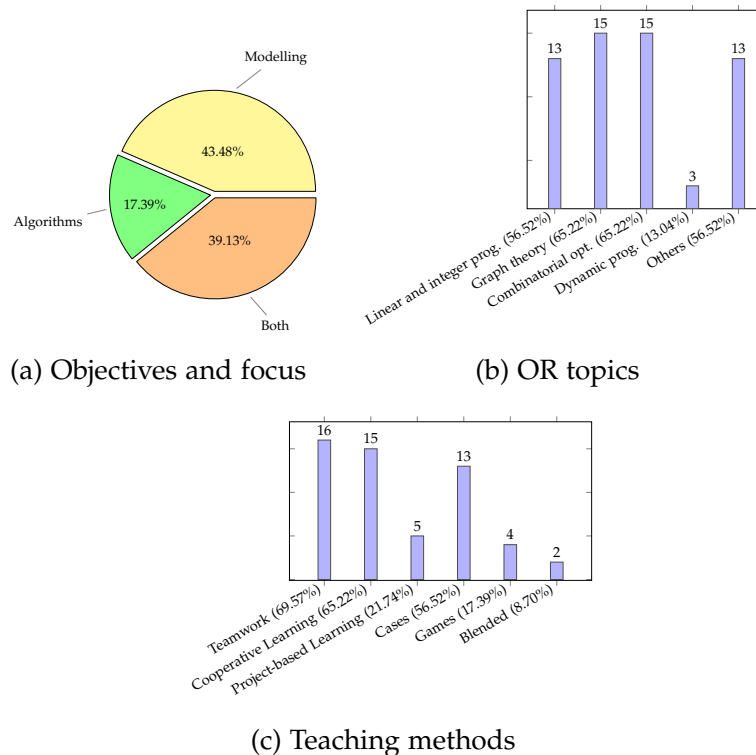 Modelling
43.48%
Algorithms
17.39%
39.13%
Both
(a) Objectives and focus
13
15
15
3
13
Linear and integer prog. (56.52%)
Graph theory (65.22%)
Combinatorial opt. (65.22%)
Dynamic prog. (13.04%)
Others (56.52%)
(b) OR topics
16
15
5
13
4
2
Teamwork (69.57%)
Cooperative Learning (65.22%)
Project-based Learning (21.74%)
Cases (56.52%)
Games (17.39%)
Blended (8.70%)
(c) Teaching methods